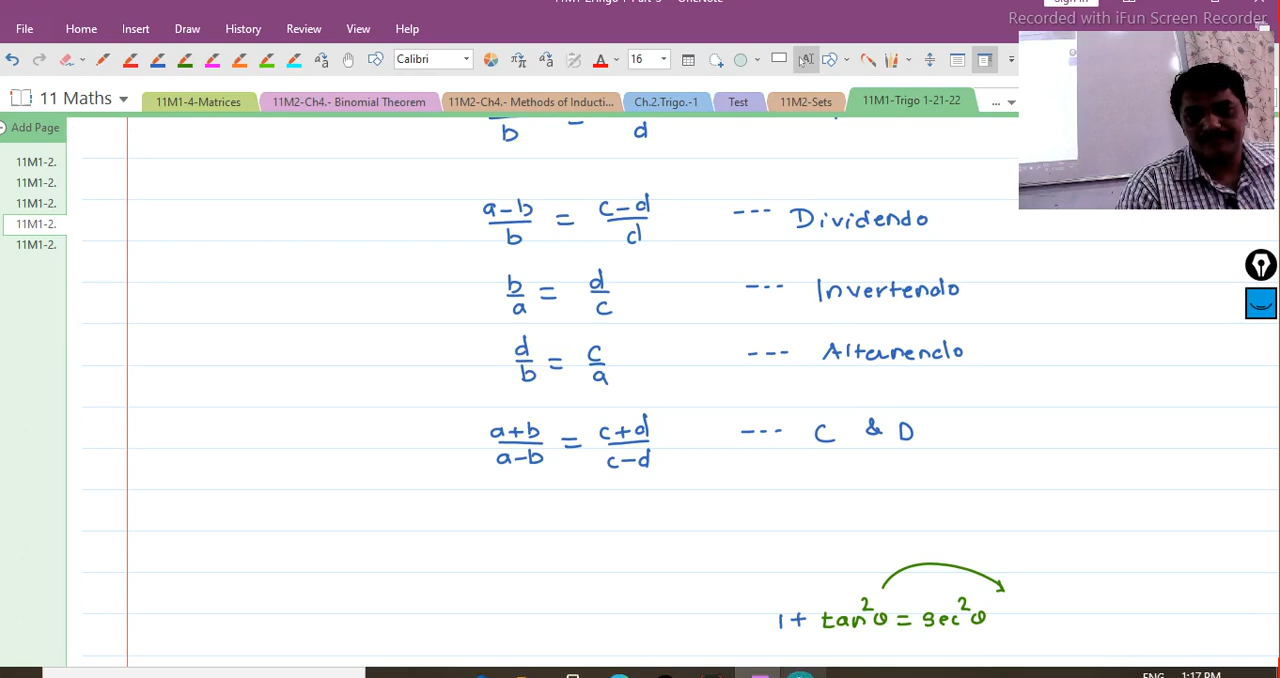 Recorded with iFun Screen Recorder
File Home Insert Draw History Review View Help
Calibri 16
11 Maths 11M1-4-Matrices 11M2-Ch4.- Binomial Theorem 11M2-Ch4.- Methods of Inducti... Ch.2.Trigo.-1 Test 11M2-Sets 11M1-Trigo 1-21-22 ...
Add Page
11M1-2.
11M1-2.
11M1-2.
11M1-2.
11M1-2.
b = d
a-b/b = c-d/d --- Dividendo
b/a = d/c --- Invertendo
d/b = c/a --- Altanendo
a+b/a-b = c+d/c-d --- C & D
1 + tan²θ = sec²θ
ENG 1:17 PM